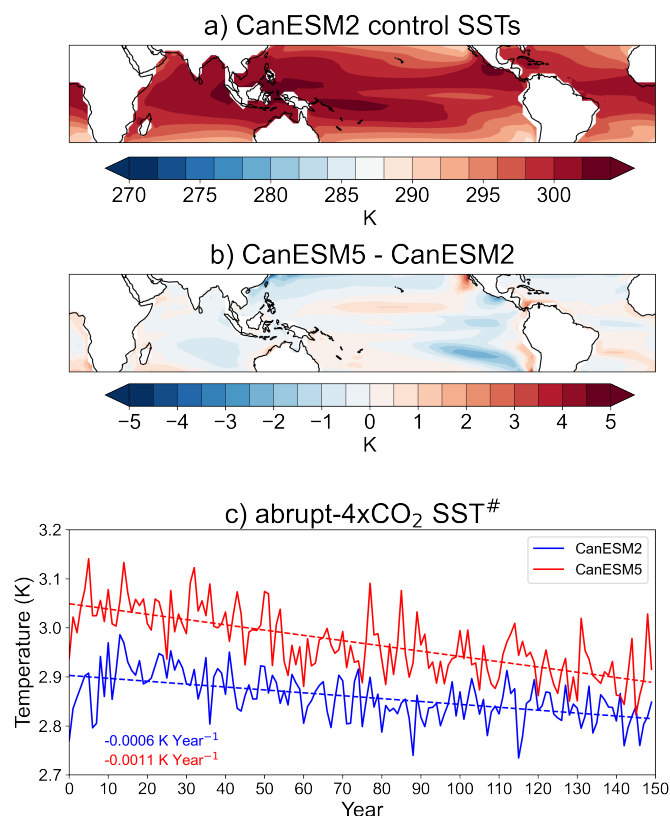 a) CanESM2 control SSTs
270 275 280 285 290 295 300
K
b) CanESM5 - CanESM2
−5 −4 −3 −2 −1 0 1 2 3 4 5
K
c) abrupt-4xCO₂ SST^#
Temperature (K)
3.2
3.1
3.0
2.9
2.8
2.7
CanESM2
CanESM5
-0.0006 K Year⁻¹
-0.0011 K Year⁻¹
0 10 20 30 40 50 60 70 80 90 100 110 120 130 140 150
Year